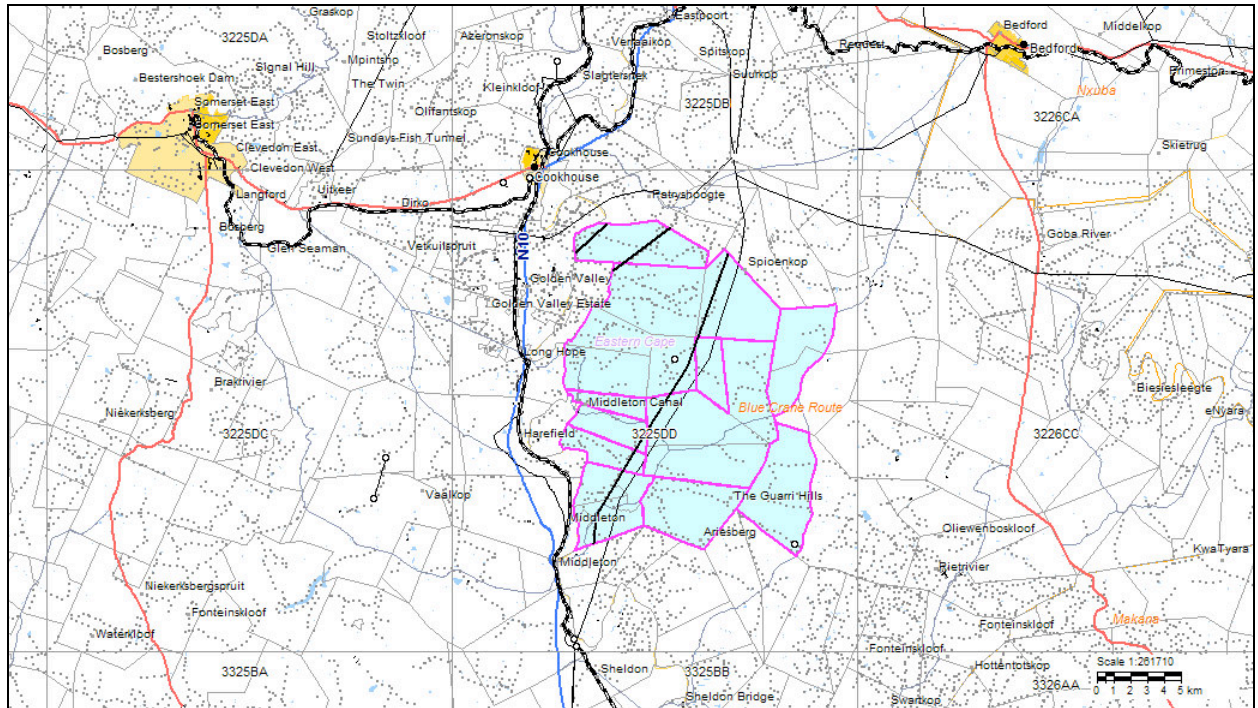 Graskop
Eastpoort
Bedford
3225DA
Stoltzkloof
Azeronskop
Middelkop
Bosberg
Verraaikop
Spitskop
Bedford
Signal Hill
Mpintsho
Slagtersnek
Suurkop
Primeston
Bestershoek Dam
The Twin
Kleinkloof
Nxuba
Somerset East
Olifantskop
3225DB
3226CA
Somerset East
Sundays-Fish Tunnel
Skietrug
Clevedon East
Cookhouse
Clevedon West
Cookhouse
Langford
Uitkeer
Dirko
Patryshoogte
Bosberg
Goba River
Glen Seaman
Vetkuilspruit
N10
Spioenkop
Golden Valley
Golden Valley Estate
Eastern Cape
Long Hope
Brakrivier
Biesiesleegte
Niekerksberg
Middleton Canal
Blue Crane Route
eNyara
3225DC
Harefield
3225DD
3226CC
Vaalkop
The Guarri Hills
Middleton
Ariesberg
Oliewenboskloof
KwaTyara
Middleton
Rietrivier
Niekerksbergspruit
Fonteinskloof
Fonteinskloof
Makana
Waterkloof
Fonteinskloof
Hottentotskop
3325BA
Sheldon
3325BB
Scale 1:261710
3326AA
0 1 2 3 4 5 km
Sheldon Bridge
Swartkop